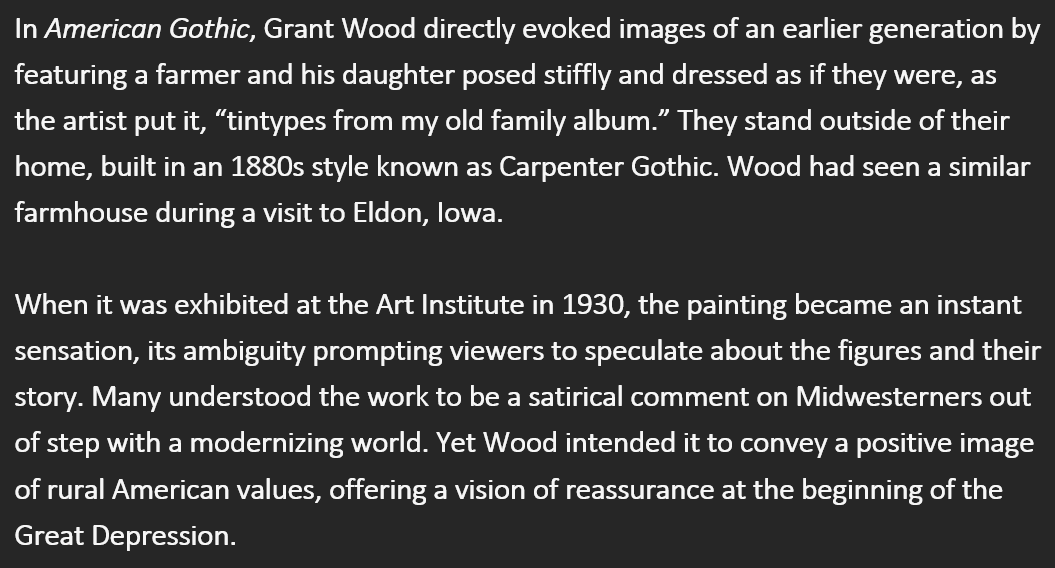 In American Gothic, Grant Wood directly evoked images of an earlier generation by
featuring a farmer and his daughter posed stiffly and dressed as if they were, as
the artist put it, “tintypes from my old family album.” They stand outside of their
home, built in an 1880s style known as Carpenter Gothic. Wood had seen a similar
farmhouse during a visit to Eldon, Iowa.
When it was exhibited at the Art Institute in 1930, the painting became an instant
sensation, its ambiguity prompting viewers to speculate about the figures and their
story. Many understood the work to be a satirical comment on Midwesterners out
of step with a modernizing world. Yet Wood intended it to convey a positive image
of rural American values, offering a vision of reassurance at the beginning of the
Great Depression.